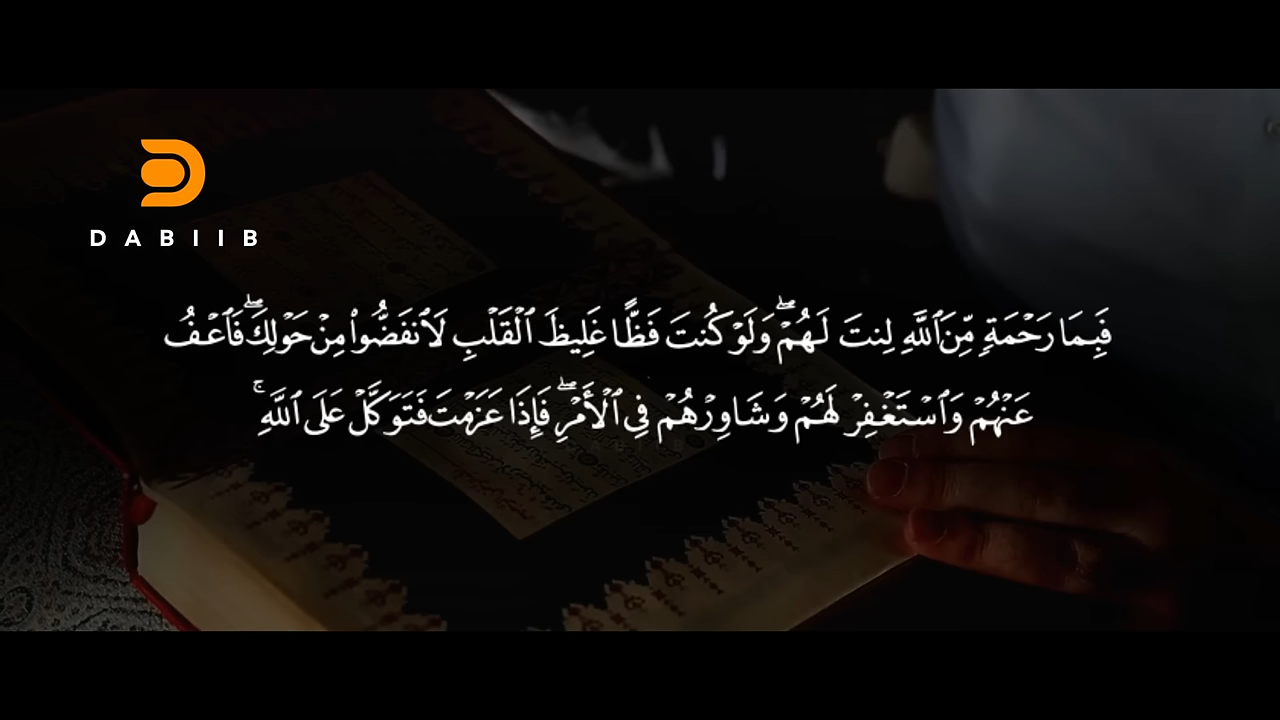 DABIIB
فَبِمَا رَحْمَةٍ مِّنَ ٱللَّهِ لِنتَ لَهُمْ ۖ وَلَوْ كُنتَ فَظًّا غَلِيظَ ٱلْقَلْبِ لَٱنفَضُّوا۟ مِنْ حَوْلِكَ ۖ فَٱعْفُ
عَنْهُمْ وَٱسْتَغْفِرْ لَهُمْ وَشَاوِرْهُمْ فِى ٱلْأَمْرِ ۖ فَإِذَا عَزَمْتَ فَتَوَكَّلْ عَلَى ٱللَّهِ ۚ